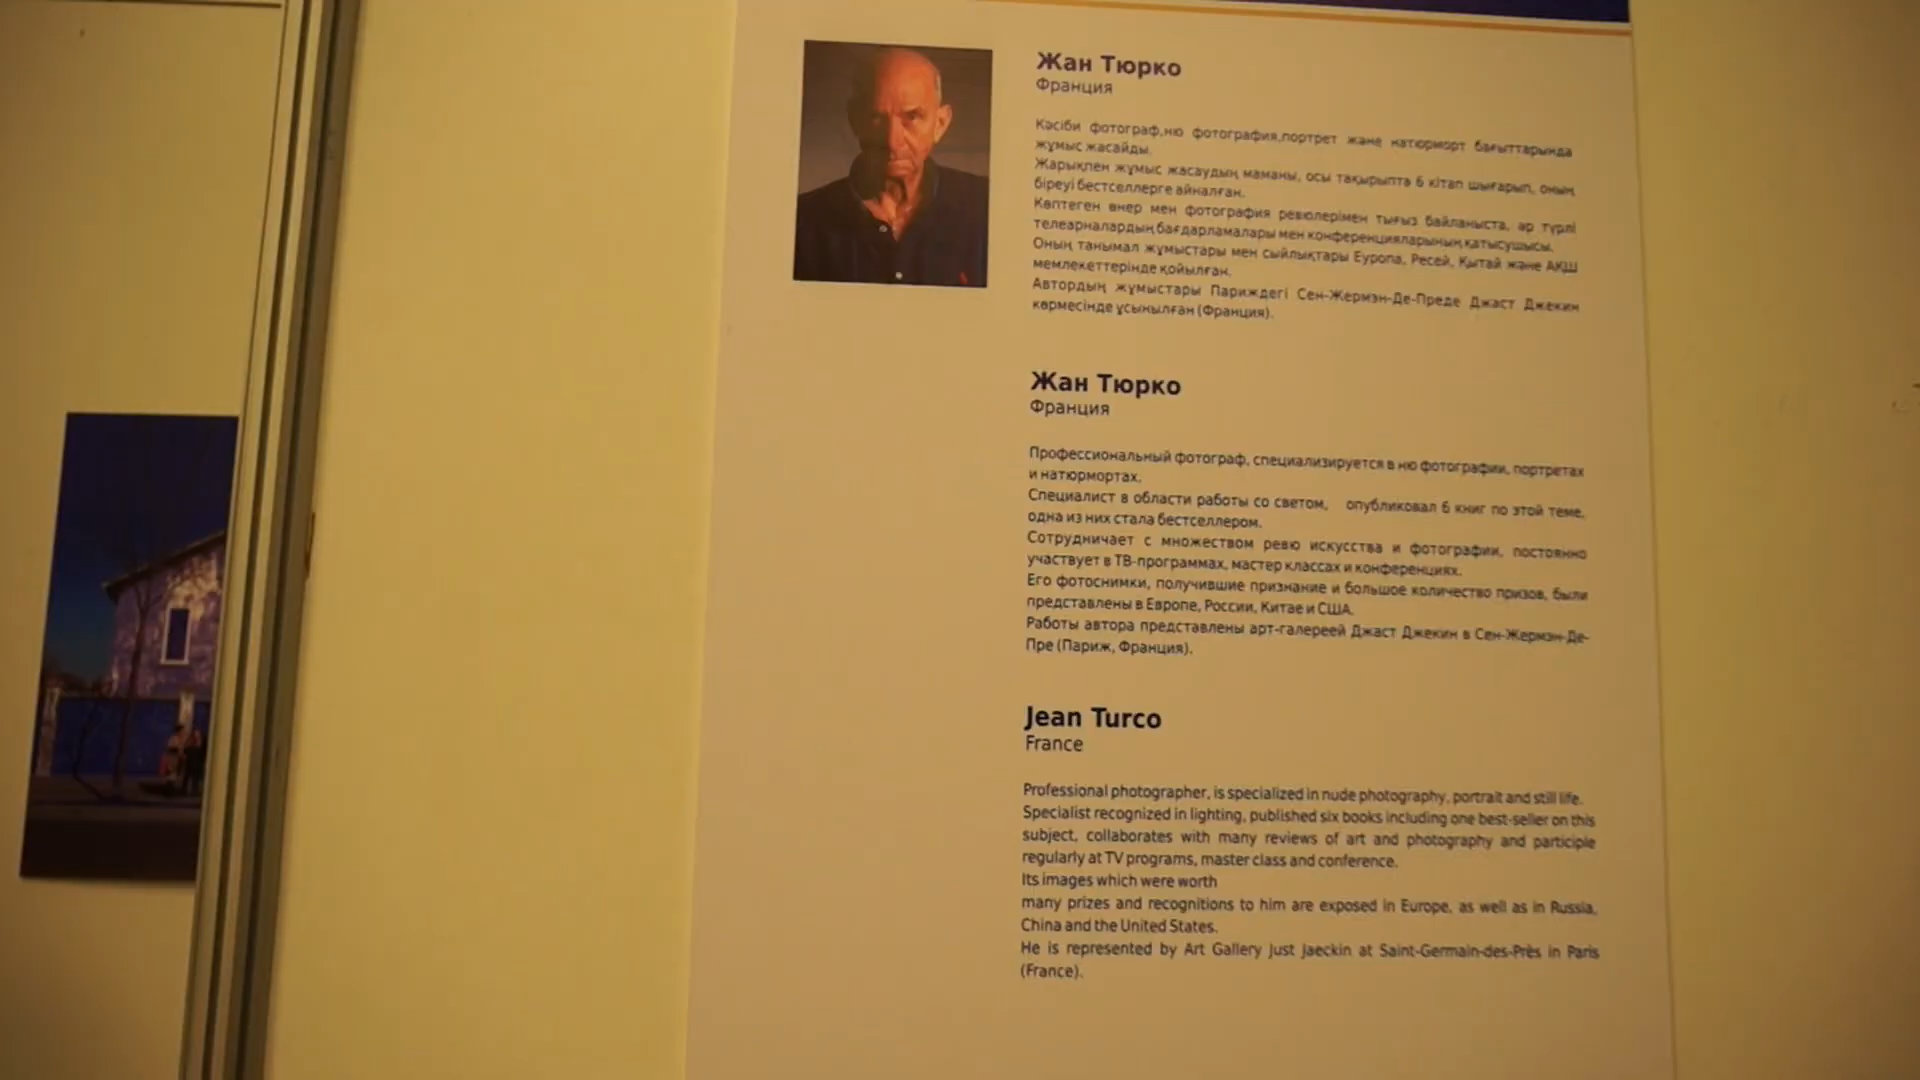 Жан Тюрко
Франция
Кәсіби фотограф,ню фотография,портрет және натюрморт бағыттарында
жұмыс жасайды.
Жарықпен жұмыс жасаудың маманы, осы тақырыпта 6 кітап шығарып, оның
біреуі бестселлерге айналған.
Көптеген өнер мен фотография ревюлерімен тығыз байланыста, әр түрлі
телеарналардың бағдарламалары мен конференцияларының қатысушысы.
Оның танымал жұмыстары мен сыйлықтары Еуропа, Ресей, Қытай және АҚШ
мемлекеттерінде қойылған.
Автордың жұмыстары Париждегі Сен-Жермэн-Де-Преде Джаст Джекин
көрмесінде ұсынылған (Франция).
Жан Тюрко
Франция
Профессиональный фотограф, специализируется в ню фотографии, портретах
и натюрмортах.
Специалист в области работы со светом, опубликовал 6 книг по этой теме,
одна из них стала бестселлером.
Сотрудничает с множеством ревю искусства и фотографии, постоянно
участвует в ТВ-программах, мастер классах и конференциях.
Его фотоснимки, получившие признание и большое количество призов, были
представлены в Европе, России, Китае и США.
Работы автора представлены арт-галереей Джаст Джекин в Сен-Жермэн-Де-
Пре (Париж, Франция).
Jean Turco
France
Professional photographer, is specialized in nude photography, portrait and still life.
Specialist recognized in lighting, published six books including one best-seller on this
subject, collaborates with many reviews of art and photography and participle
regularly at TV programs, master class and conference.
Its images which were worth
many prizes and recognitions to him are exposed in Europe, as well as in Russia,
China and the United States.
He is represented by Art Gallery Just Jaeckin at Saint-Germain-des-Près in Paris
(France).